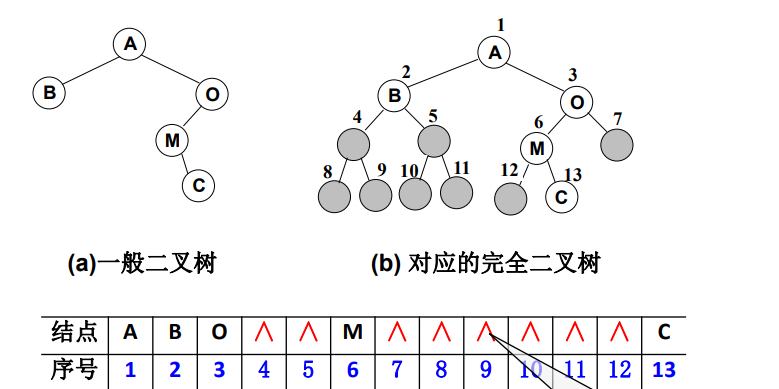 1
A
A
2
3
B
O
B
O
4
5
6
7
M
M
8
9
10
11
12
13
C
C
(a)一般二叉树
(b) 对应的完全二叉树
结点 A B O ∧ ∧ M ∧ ∧ ∧ ∧ ∧ ∧ C
序号 1 2 3 4 5 6 7 8 9 10 11 12 13